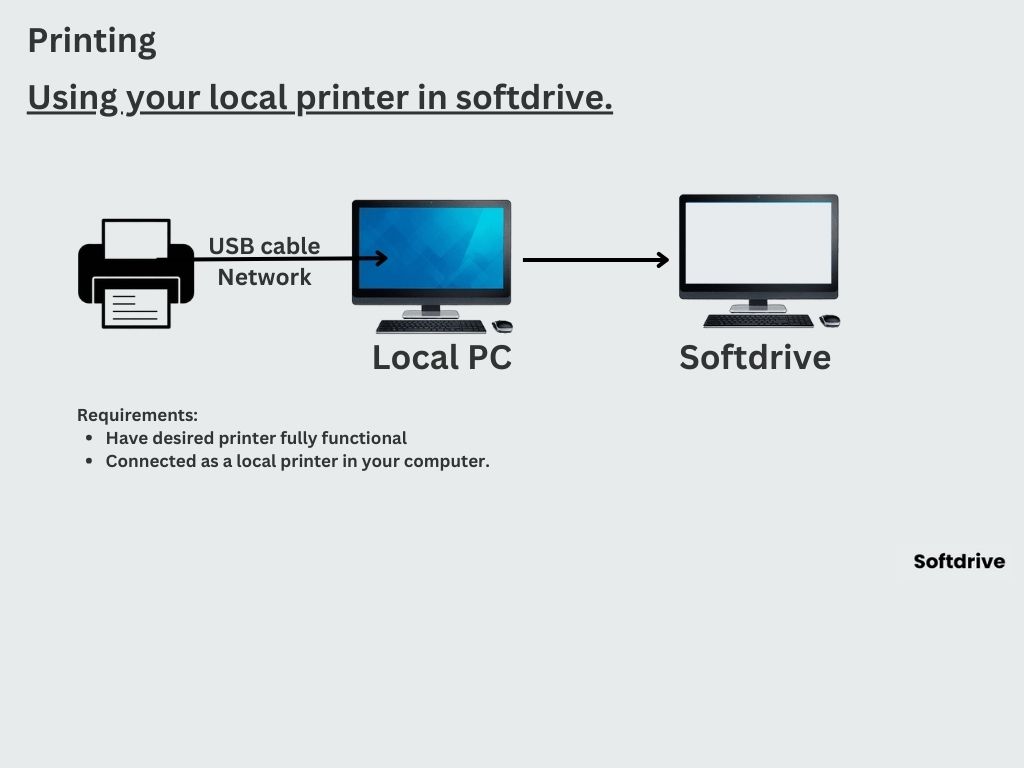 Printing
Using your local printer in softdrive.
USB cable
Network
Local PC
Softdrive
Requirements:
• Have desired printer fully functional
• Connected as a local printer in your computer.
Softdrive